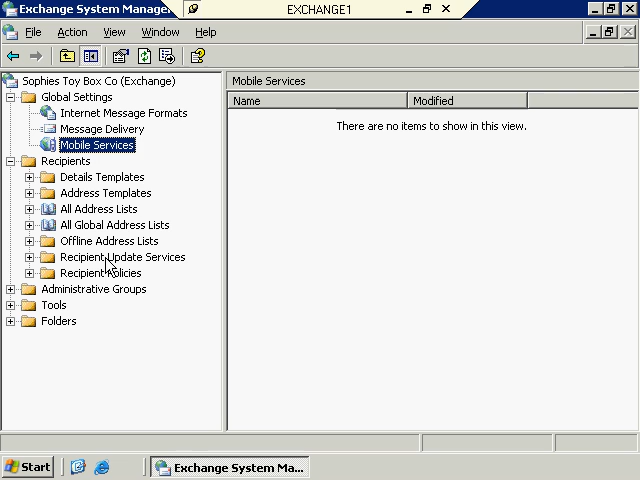 Exchange System Manager
EXCHANGE1
File Action View Window Help
Sophies Toy Box Co (Exchange)
Global Settings
Internet Message Formats
Message Delivery
Mobile Services
Recipients
Details Templates
Address Templates
All Address Lists
All Global Address Lists
Offline Address Lists
Recipient Update Services
Recipient Policies
Administrative Groups
Tools
Folders
Mobile Services
Name Modified
There are no items to show in this view.
Start Exchange System Ma...